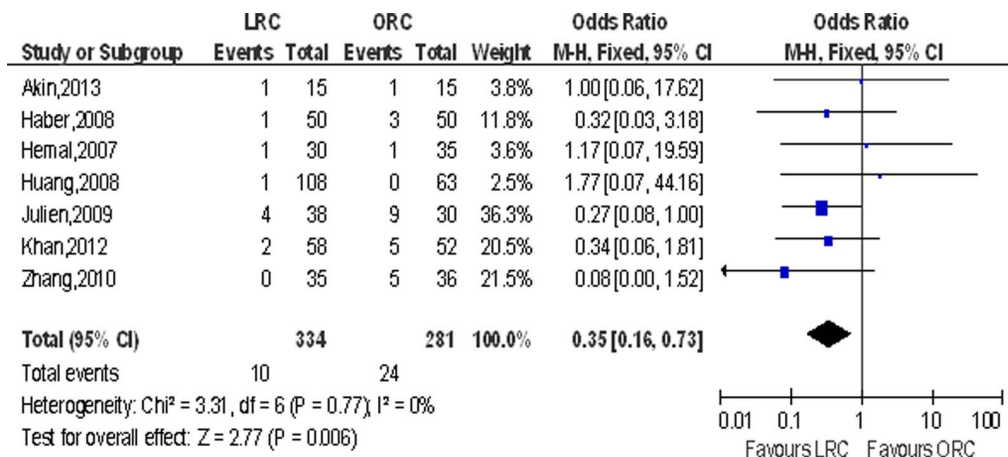 LRC ORC Odds Ratio Odds Ratio
Study or Subgroup Events Total Events Total Weight M-H, Fixed, 95% CI M-H, Fixed, 95% CI
Akin,2013 1 15 1 15 3.8% 1.00 [0.06, 17.62]
Haber,2008 1 50 3 50 11.8% 0.32 [0.03, 3.18]
Hemal,2007 1 30 1 35 3.6% 1.17 [0.07, 19.59]
Huang,2008 1 108 0 63 2.5% 1.77 [0.07, 44.16]
Julien,2009 4 38 9 30 36.3% 0.27 [0.08, 1.00]
Khan,2012 2 58 5 52 20.5% 0.34 [0.06, 1.81]
Zhang,2010 0 35 5 36 21.5% 0.08 [0.00, 1.52]
Total (95% CI) 334 281 100.0% 0.35 [0.16, 0.73]
Total events 10 24
Heterogeneity: Chi² = 3.31, df = 6 (P = 0.77); I² = 0%
Test for overall effect: Z = 2.77 (P = 0.006)
0.01 0.1 1 10 100
Favours LRC Favours ORC